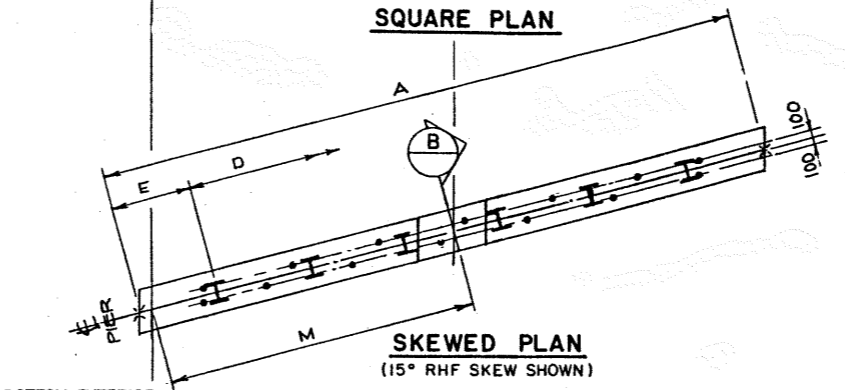 SQUARE PLAN
A
100
B
D
E
100
℄ PIER
M
SKEWED PLAN
(15° RHF SKEW SHOWN)